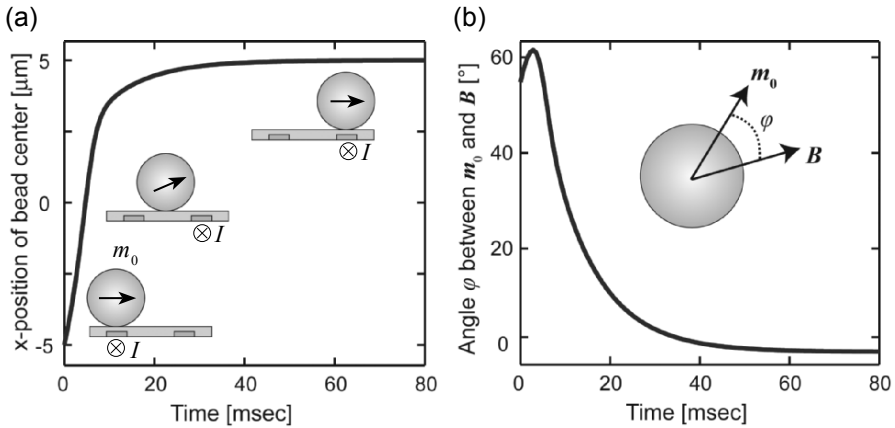 (a)
x-position of bead center [µm]
5
0
-5
m0
⊗ I
⊗ I
⊗ I
0
20
40
60
80
Time [msec]
(b)
Angle φ between m0 and B [°]
60
40
20
0
m0
φ
B
0
20
40
60
80
Time [msec]